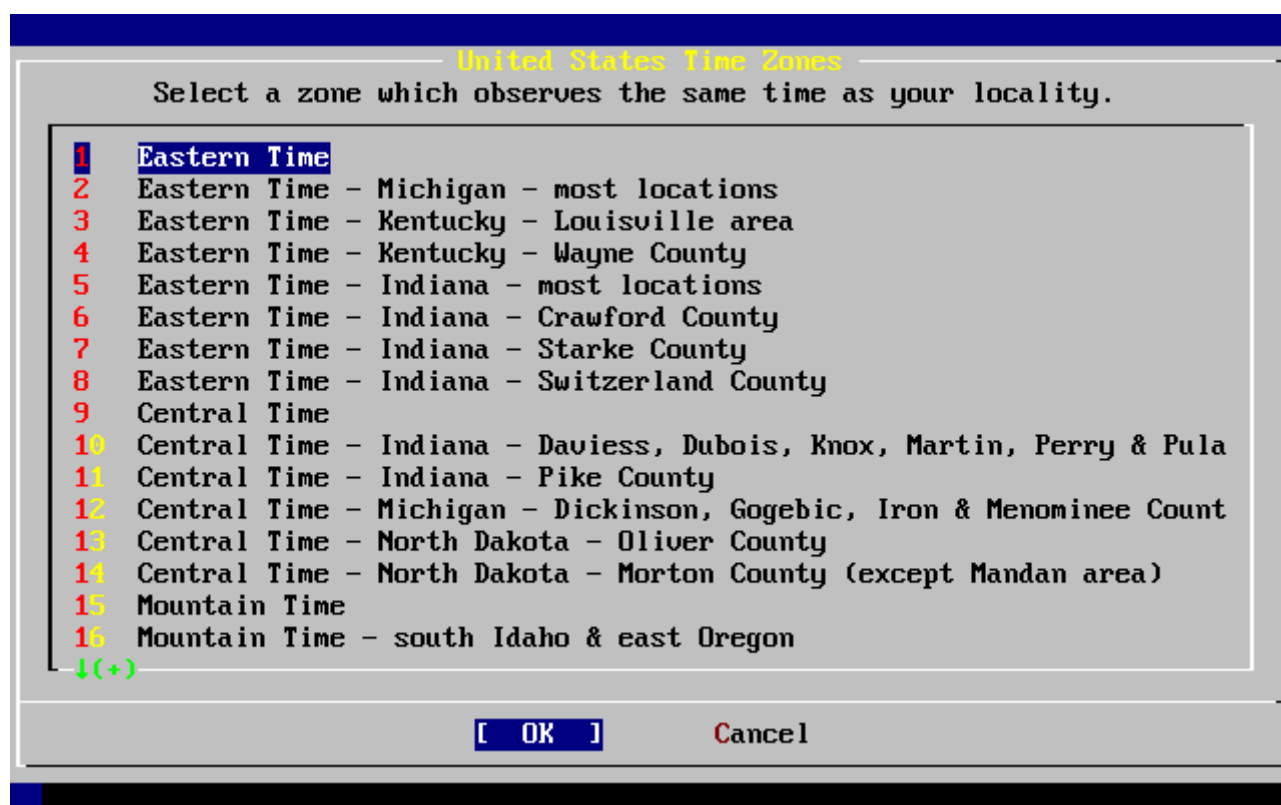 United States Time Zones
Select a zone which observes the same time as your locality.
1 Eastern Time
2 Eastern Time - Michigan - most locations
3 Eastern Time - Kentucky - Louisville area
4 Eastern Time - Kentucky - Wayne County
5 Eastern Time - Indiana - most locations
6 Eastern Time - Indiana - Crawford County
7 Eastern Time - Indiana - Starke County
8 Eastern Time - Indiana - Switzerland County
9 Central Time
10 Central Time - Indiana - Daviess, Dubois, Knox, Martin, Perry & Pula
11 Central Time - Indiana - Pike County
12 Central Time - Michigan - Dickinson, Gogebic, Iron & Menominee Count
13 Central Time - North Dakota - Oliver County
14 Central Time - North Dakota - Morton County (except Mandan area)
15 Mountain Time
16 Mountain Time - south Idaho & east Oregon
↓(+)
[ OK ] Cancel